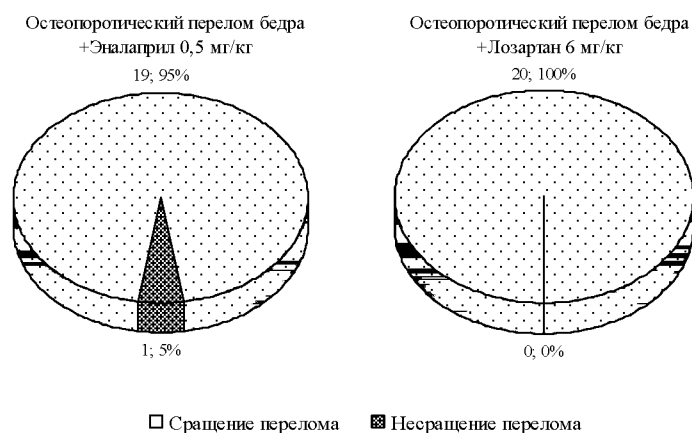 Остеопоротический перелом бедра
+Эналаприл 0,5 мг/кг
19; 95%
1; 5%
Остеопоротический перелом бедра
+Лозартан 6 мг/кг
20; 100%
0; 0%
Сращение перелома
Несращение перелома